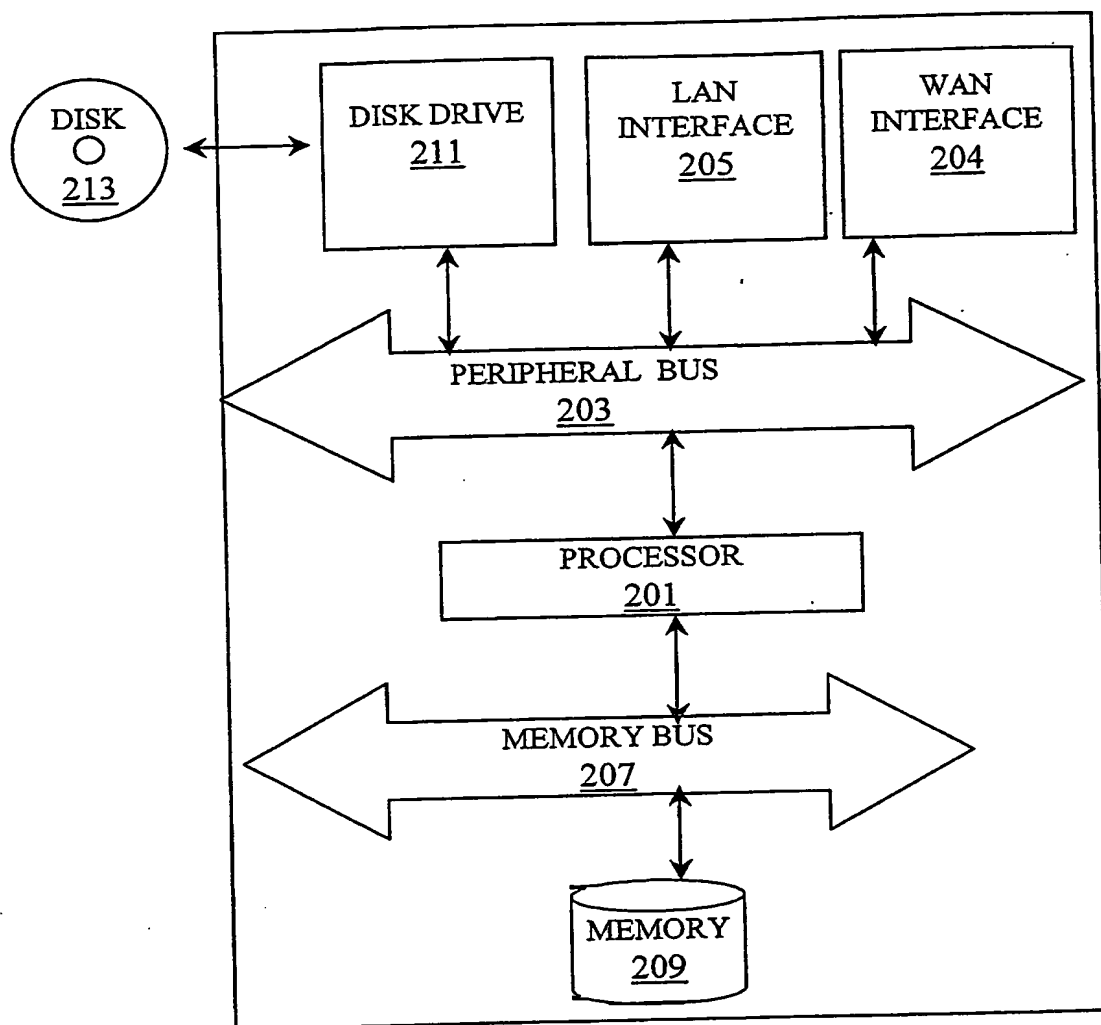 DISK
213
DISK DRIVE
211
LAN
INTERFACE
205
WAN
INTERFACE
204
PERIPHERAL BUS
203
PROCESSOR
201
MEMORY BUS
207
MEMORY
209